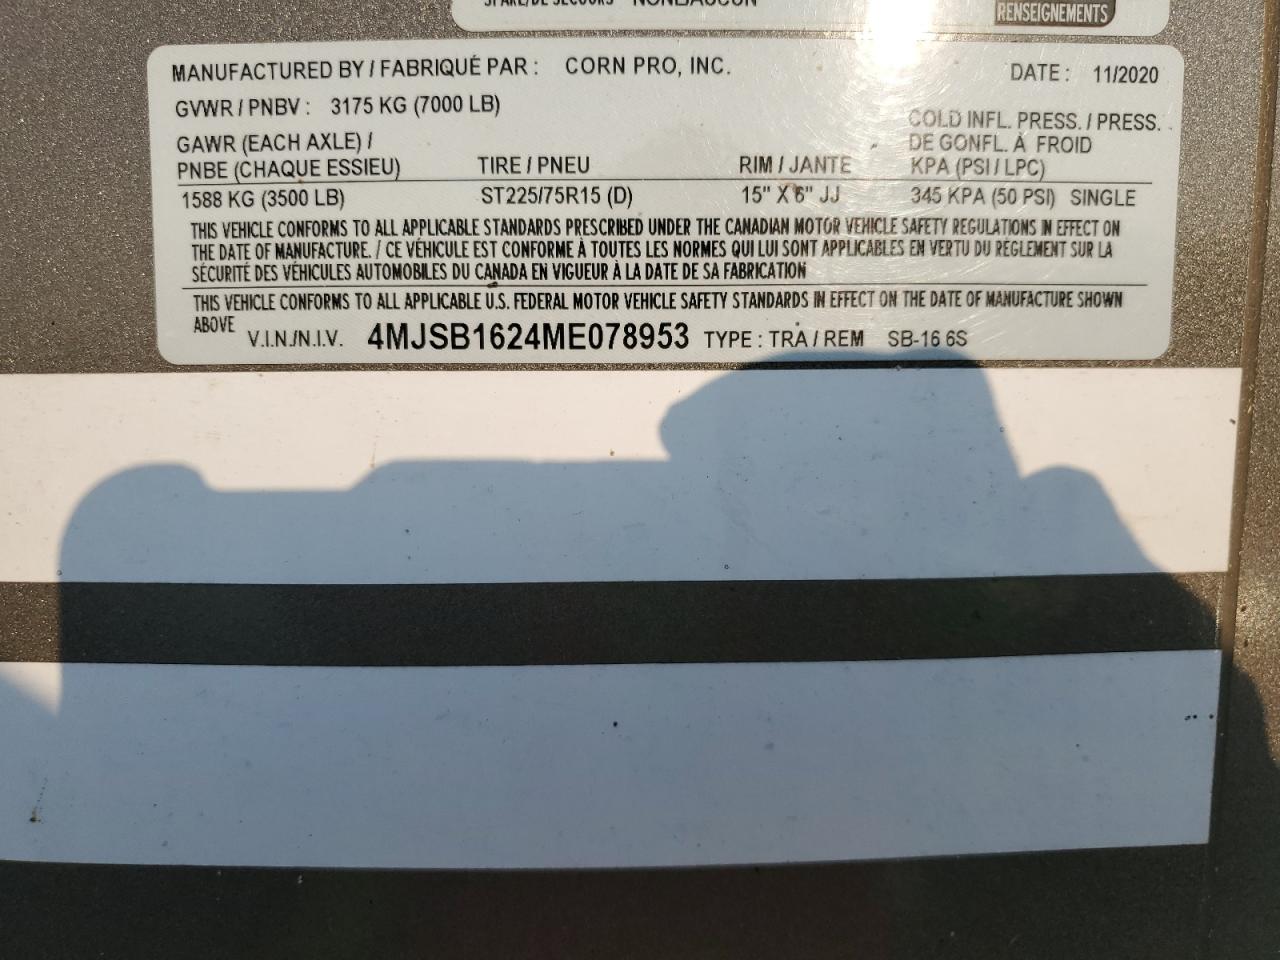 SPARE/DE SECOURS NONE/AUCUN
RENSEIGNEMENTS
MANUFACTURED BY / FABRIQUÉ PAR : CORN PRO, INC. DATE : 11/2020
GVWR / PNBV : 3175 KG (7000 LB)
COLD INFL. PRESS. / PRESS.
GAWR (EACH AXLE) / DE GONFL. À FROID
PNBE (CHAQUE ESSIEU) TIRE / PNEU RIM / JANTE KPA (PSI / LPC)
1588 KG (3500 LB) ST225/75R15 (D) 15" X 6" JJ 345 KPA (50 PSI) SINGLE
THIS VEHICLE CONFORMS TO ALL APPLICABLE STANDARDS PRESCRIBED UNDER THE CANADIAN MOTOR VEHICLE SAFETY REGULATIONS IN EFFECT ON
THE DATE OF MANUFACTURE. / CE VÉHICULE EST CONFORME À TOUTES LES NORMES QUI LUI SONT APPLICABLES EN VERTU DU RÈGLEMENT SUR LA
SÉCURITÉ DES VÉHICULES AUTOMOBILES DU CANADA EN VIGUEUR À LA DATE DE SA FABRICATION
THIS VEHICLE CONFORMS TO ALL APPLICABLE U.S. FEDERAL MOTOR VEHICLE SAFETY STANDARDS IN EFFECT ON THE DATE OF MANUFACTURE SHOWN
ABOVE V.I.N./N.I.V. 4MJSB1624ME078953 TYPE : TRA / REM SB-16 6S